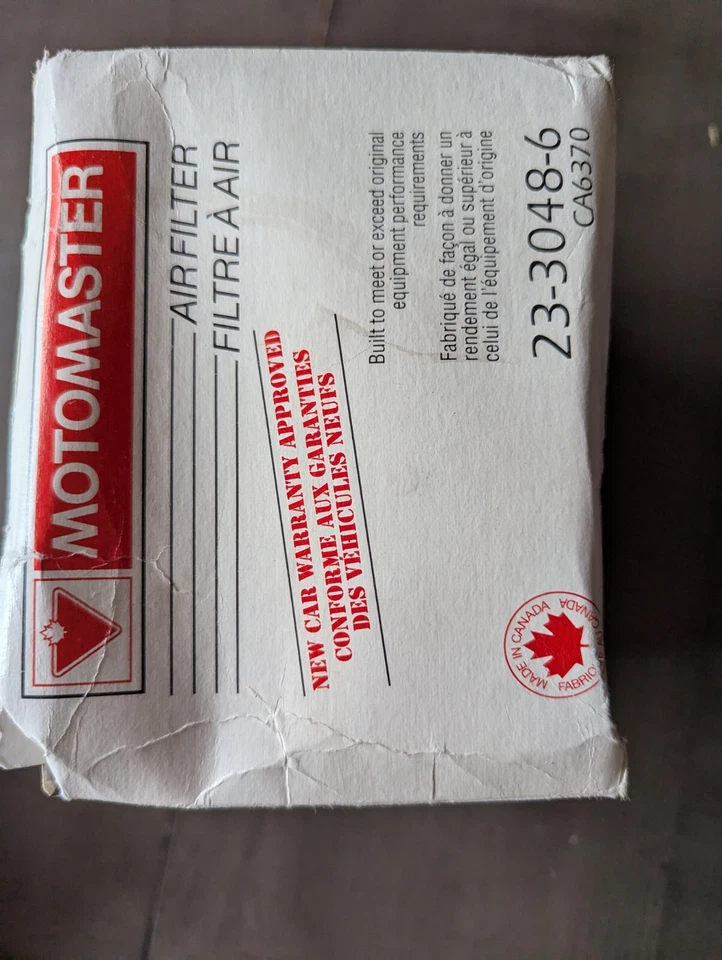 MOTOMASTER
AIR FILTER
FILTRE À AIR
NEW CAR WARRANTY APPROVED
CONFORME AUX GARANTIES
DES VÉHICULES NEUFS
Built to meet or exceed original
equipment performance
requirements
Fabriqué de façon à donner un
rendement égal ou supérieur à
celui de l'équipement d'origine
23-3048-6
CA6370
MADE IN CANADA